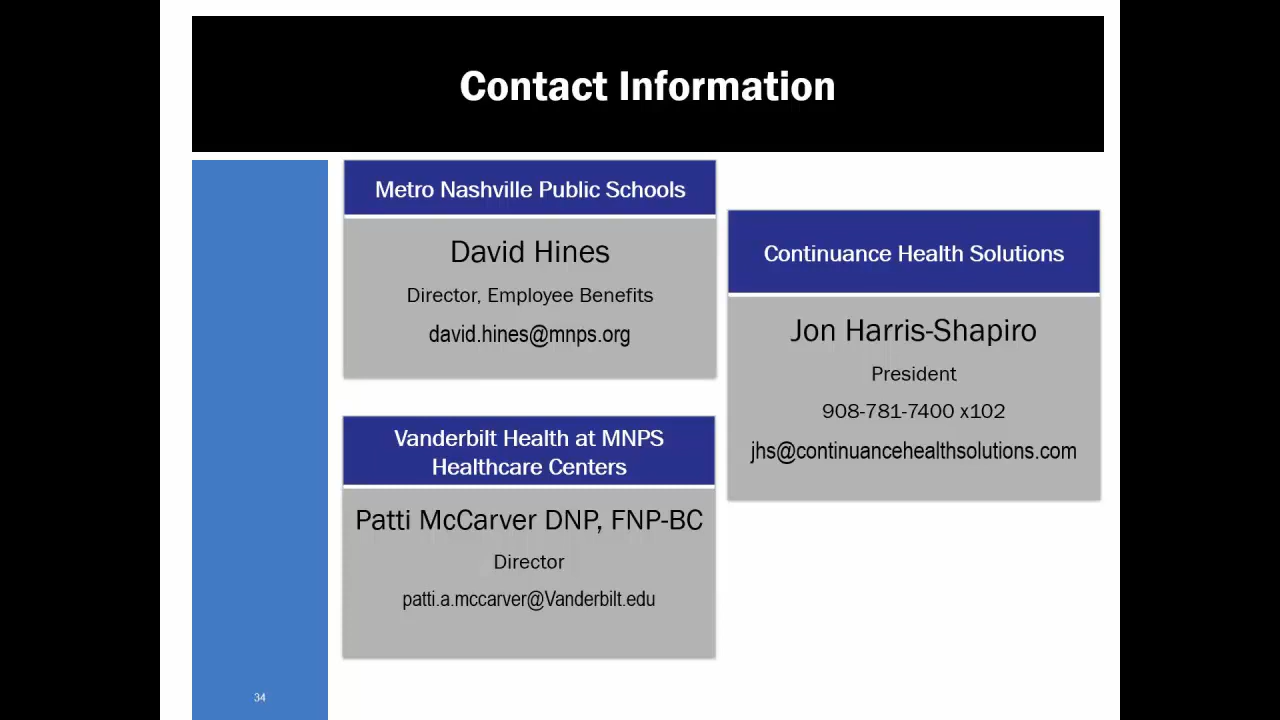 Contact Information
Metro Nashville Public Schools
David Hines
Director, Employee Benefits
david.hines@mnps.org
Vanderbilt Health at MNPS
Healthcare Centers
Patti McCarver DNP, FNP-BC
Director
patti.a.mccarver@Vanderbilt.edu
Continuance Health Solutions
Jon Harris-Shapiro
President
908-781-7400 x102
jhs@continuancehealthsolutions.com
34